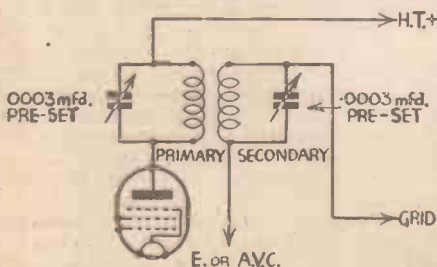 H.T.+
.0003 mfd.
PRE-SET
.0003 mfd.
PRE-SET
PRIMARY
SECONDARY
GRID
E. OR A.V.C.